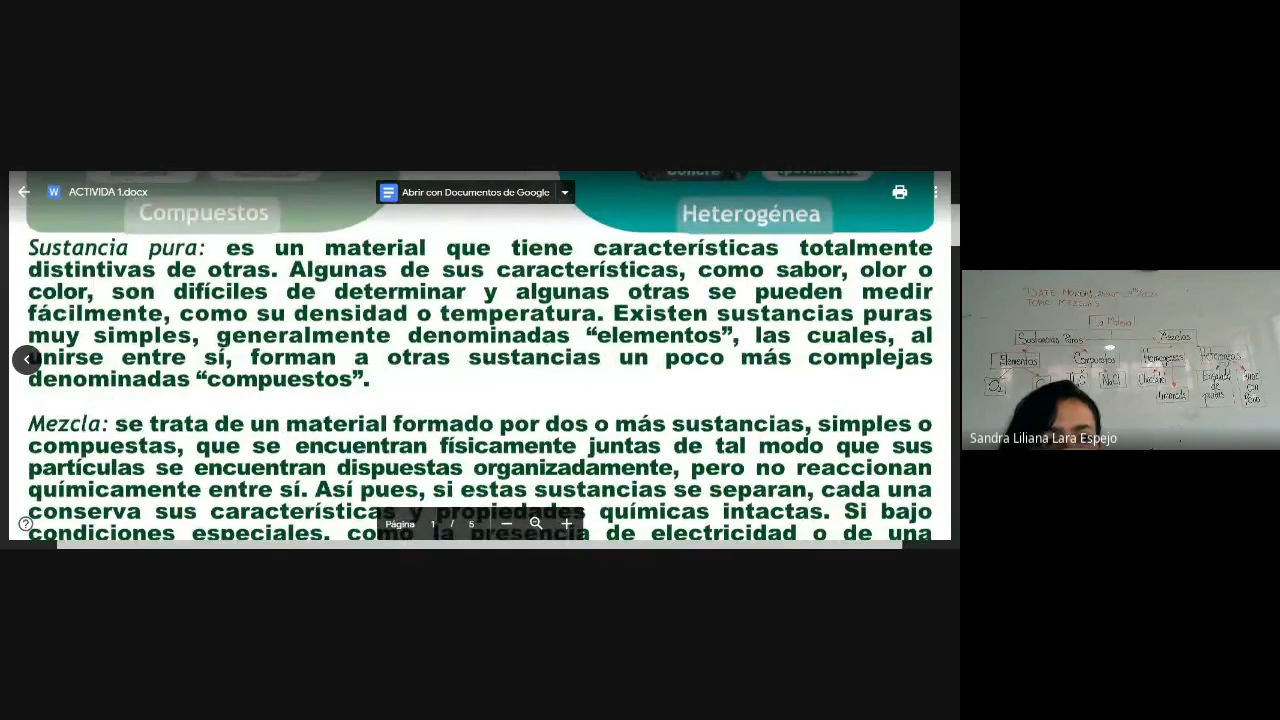 ACTIVIDA 1.docx
Abrir con Documentos de Google
Compuestos
Heterogénea
Sustancia pura: es un material que tiene características totalmente
distintivas de otras. Algunas de sus características, como sabor, olor o
color, son difíciles de determinar y algunas otras se pueden medir
fácilmente, como su densidad o temperatura. Existen sustancias puras
muy simples, generalmente denominadas “elementos”, las cuales, al
unirse entre sí, forman a otras sustancias un poco más complejas
denominadas “compuestos”.
Mezcla: se trata de un material formado por dos o más sustancias, simples o
compuestas, que se encuentran físicamente juntas de tal modo que sus
partículas se encuentran dispuestas organizadamente, pero no reaccionan
químicamente entre sí. Así pues, si estas sustancias se separan, cada una
conserva sus características y propiedades químicas intactas. Si bajo
condiciones especiales, como la presencia de electricidad o de una
Página 1 / 5
La Materia
Sustancias Puras Mezclas
Elementos Compuestos
O₂ NaCl
Sandra Liliana Lara Espejo